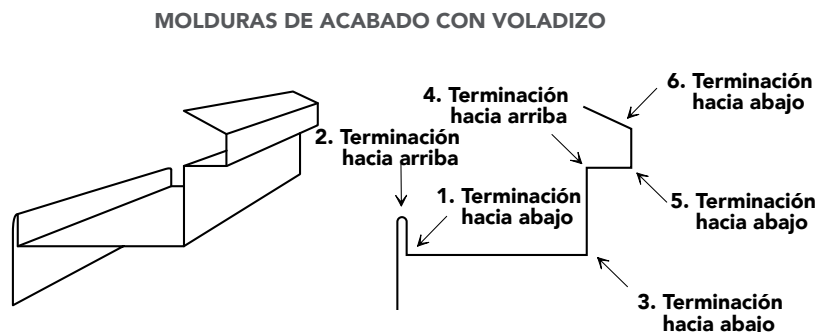 MOLDURAS DE ACABADO CON VOLADIZO
6. Terminación
hacia abajo
4. Terminación
hacia arriba
2. Terminación
hacia arriba
1. Terminación
hacia abajo
5. Terminación
hacia abajo
3. Terminación
hacia abajo